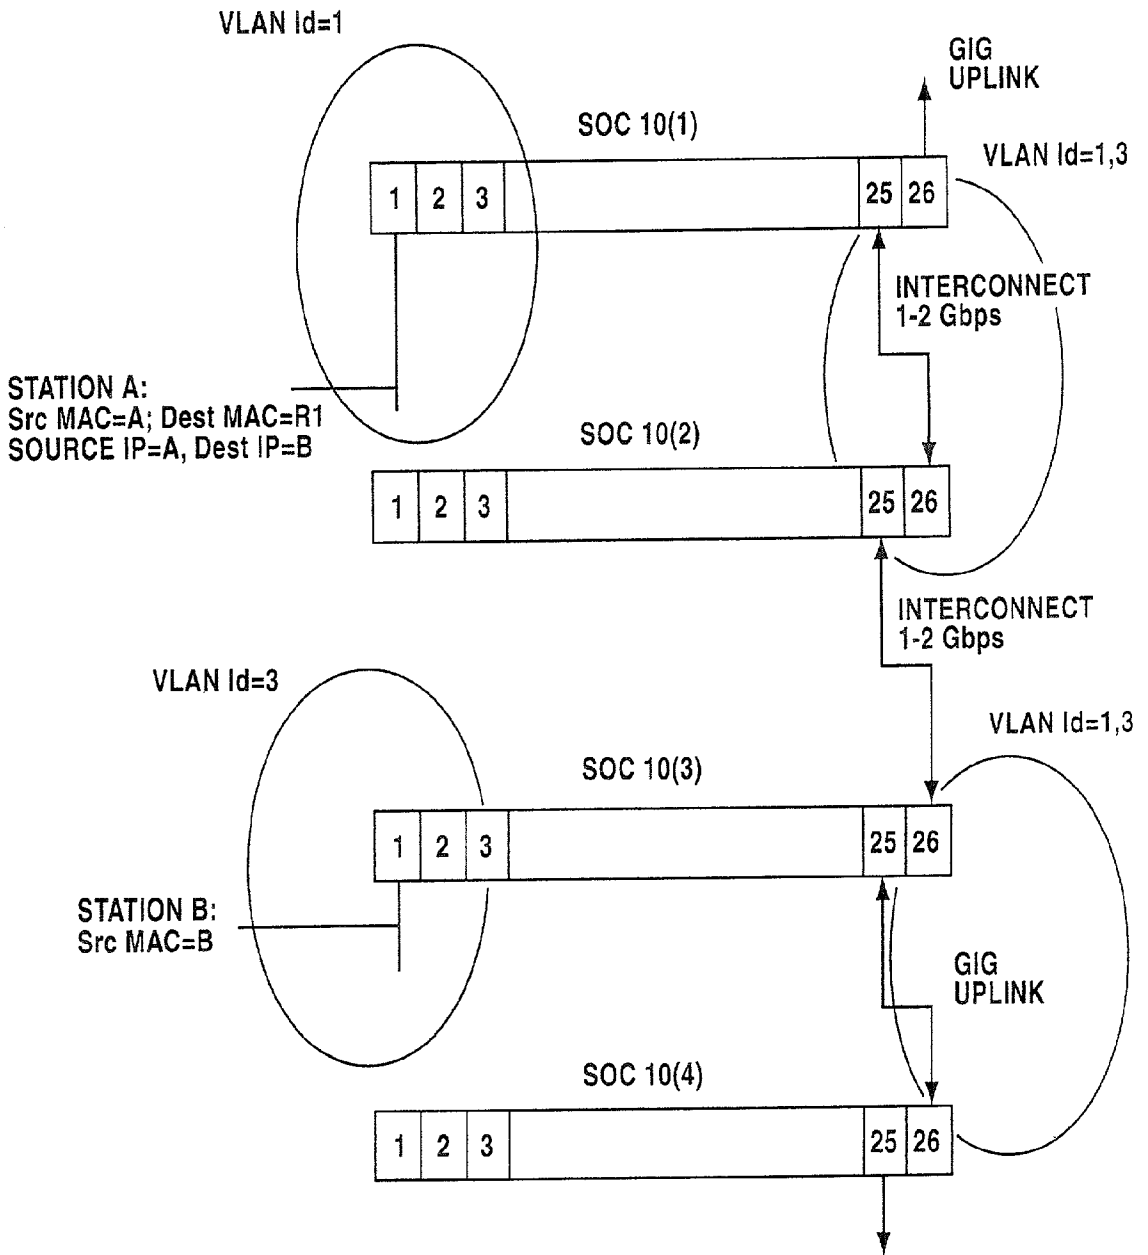 VLAN Id=1
GIG
UPLINK
SOC 10(1)
VLAN Id=1,3
1 2 3 25 26
INTERCONNECT
1-2 Gbps
STATION A:
Src MAC=A; Dest MAC=R1
SOURCE IP=A, Dest IP=B
SOC 10(2)
1 2 3 25 26
INTERCONNECT
1-2 Gbps
VLAN Id=3
VLAN Id=1,3
SOC 10(3)
1 2 3 25 26
STATION B:
Src MAC=B
GIG
UPLINK
SOC 10(4)
1 2 3 25 26